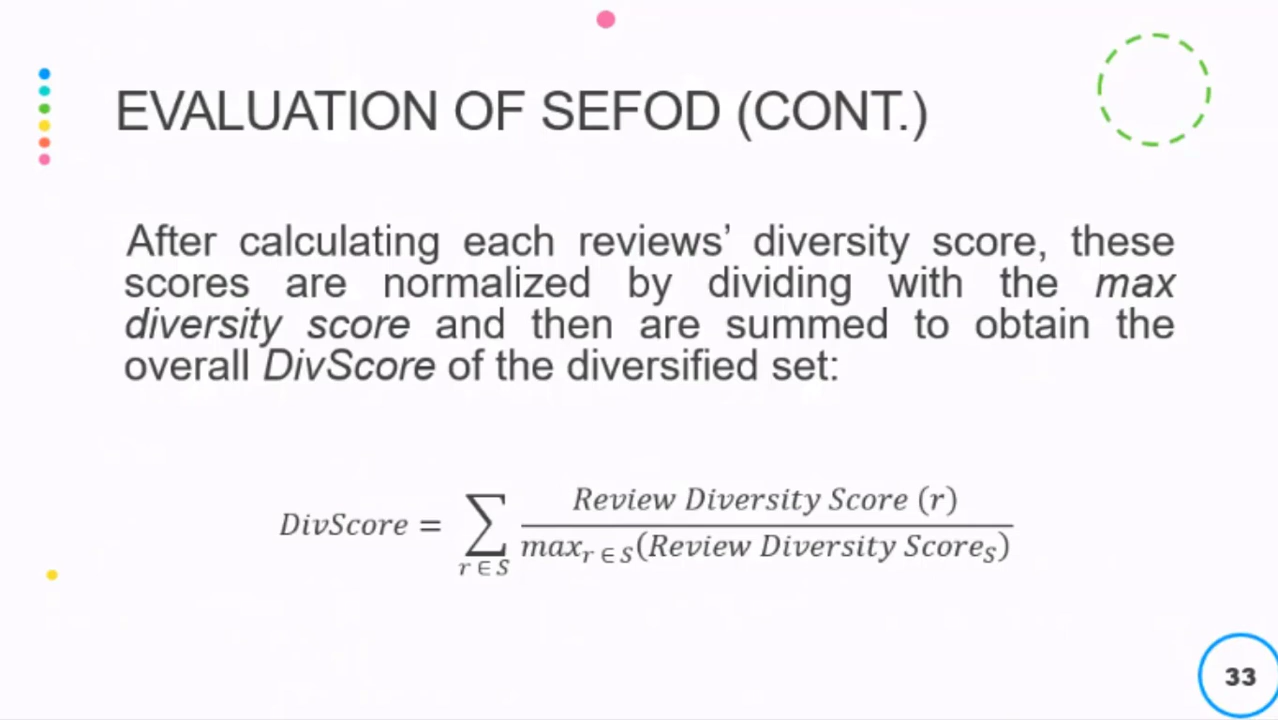 EVALUATION OF SEFOD (CONT.)
After calculating each reviews’ diversity score, these
scores are normalized by dividing with the max
diversity score and then are summed to obtain the
overall DivScore of the diversified set:
DivScore = ∑_{r ∈ S} \frac{Review Diversity Score (r)}{max_{r ∈ S}(Review Diversity Score_S)}
33